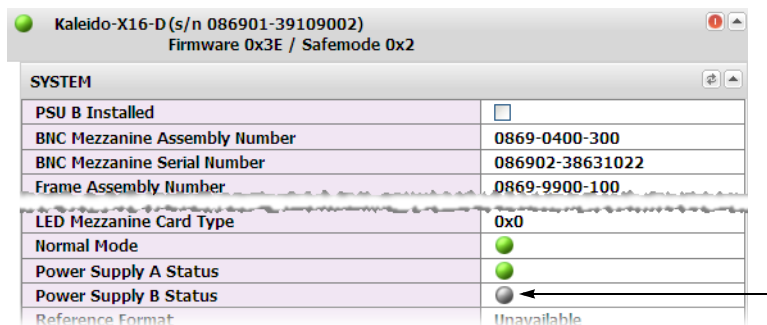 Kaleido-X16-D (s/n 086901-39109002)
Firmware 0x3E / Safemode 0x2
SYSTEM
PSU B Installed
BNC Mezzanine Assembly Number 0869-0400-300
BNC Mezzanine Serial Number 086902-38631022
Frame Assembly Number 0869-9900-100
LED Mezzanine Card Type 0x0
Normal Mode
Power Supply A Status
Power Supply B Status
Reference Format Unavailable